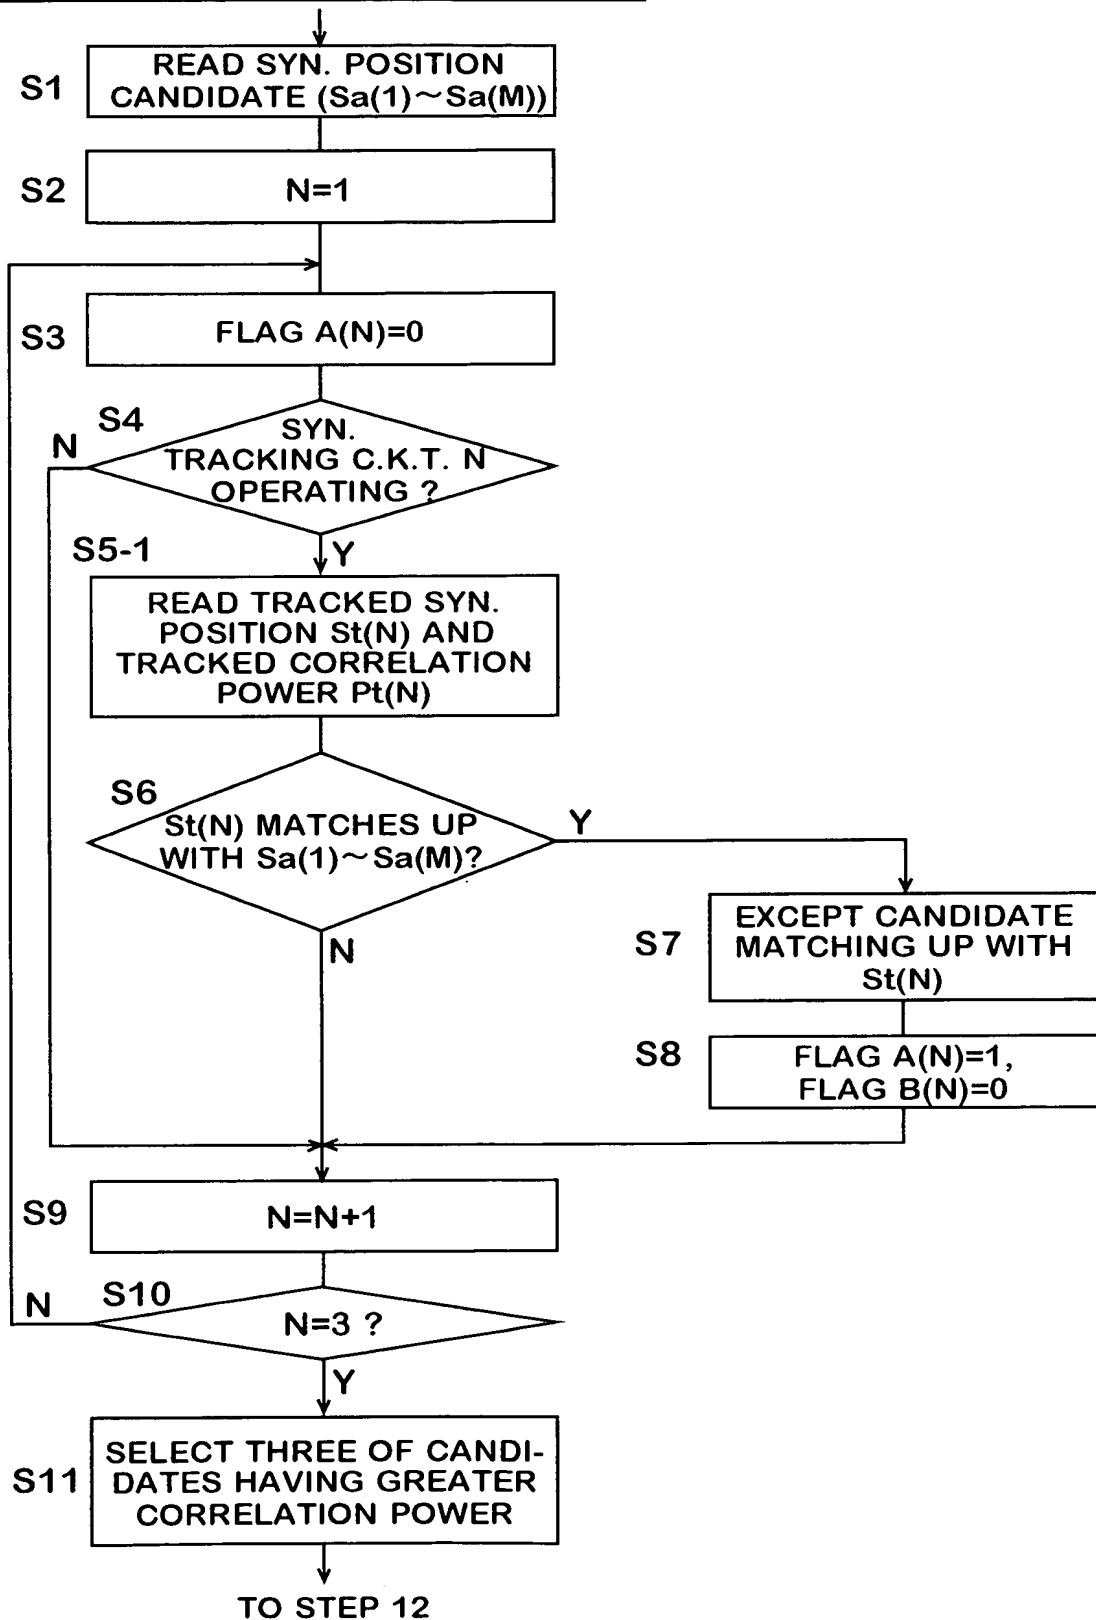 S1
READ SYN. POSITION
CANDIDATE (Sa(1)~Sa(M))
S2
N=1
S3
FLAG A(N)=0
S4
N
SYN.
TRACKING C.K.T. N
OPERATING ?
S5-1
Y
READ TRACKED SYN.
POSITION St(N) AND
TRACKED CORRELATION
POWER Pt(N)
S6
St(N) MATCHES UP
WITH Sa(1)~Sa(M)?
Y
N
S7
EXCEPT CANDIDATE
MATCHING UP WITH
St(N)
S8
FLAG A(N)=1,
FLAG B(N)=0
S9
N=N+1
S10
N
N=3 ?
Y
S11
SELECT THREE OF CANDI-
DATES HAVING GREATER
CORRELATION POWER
TO STEP 12